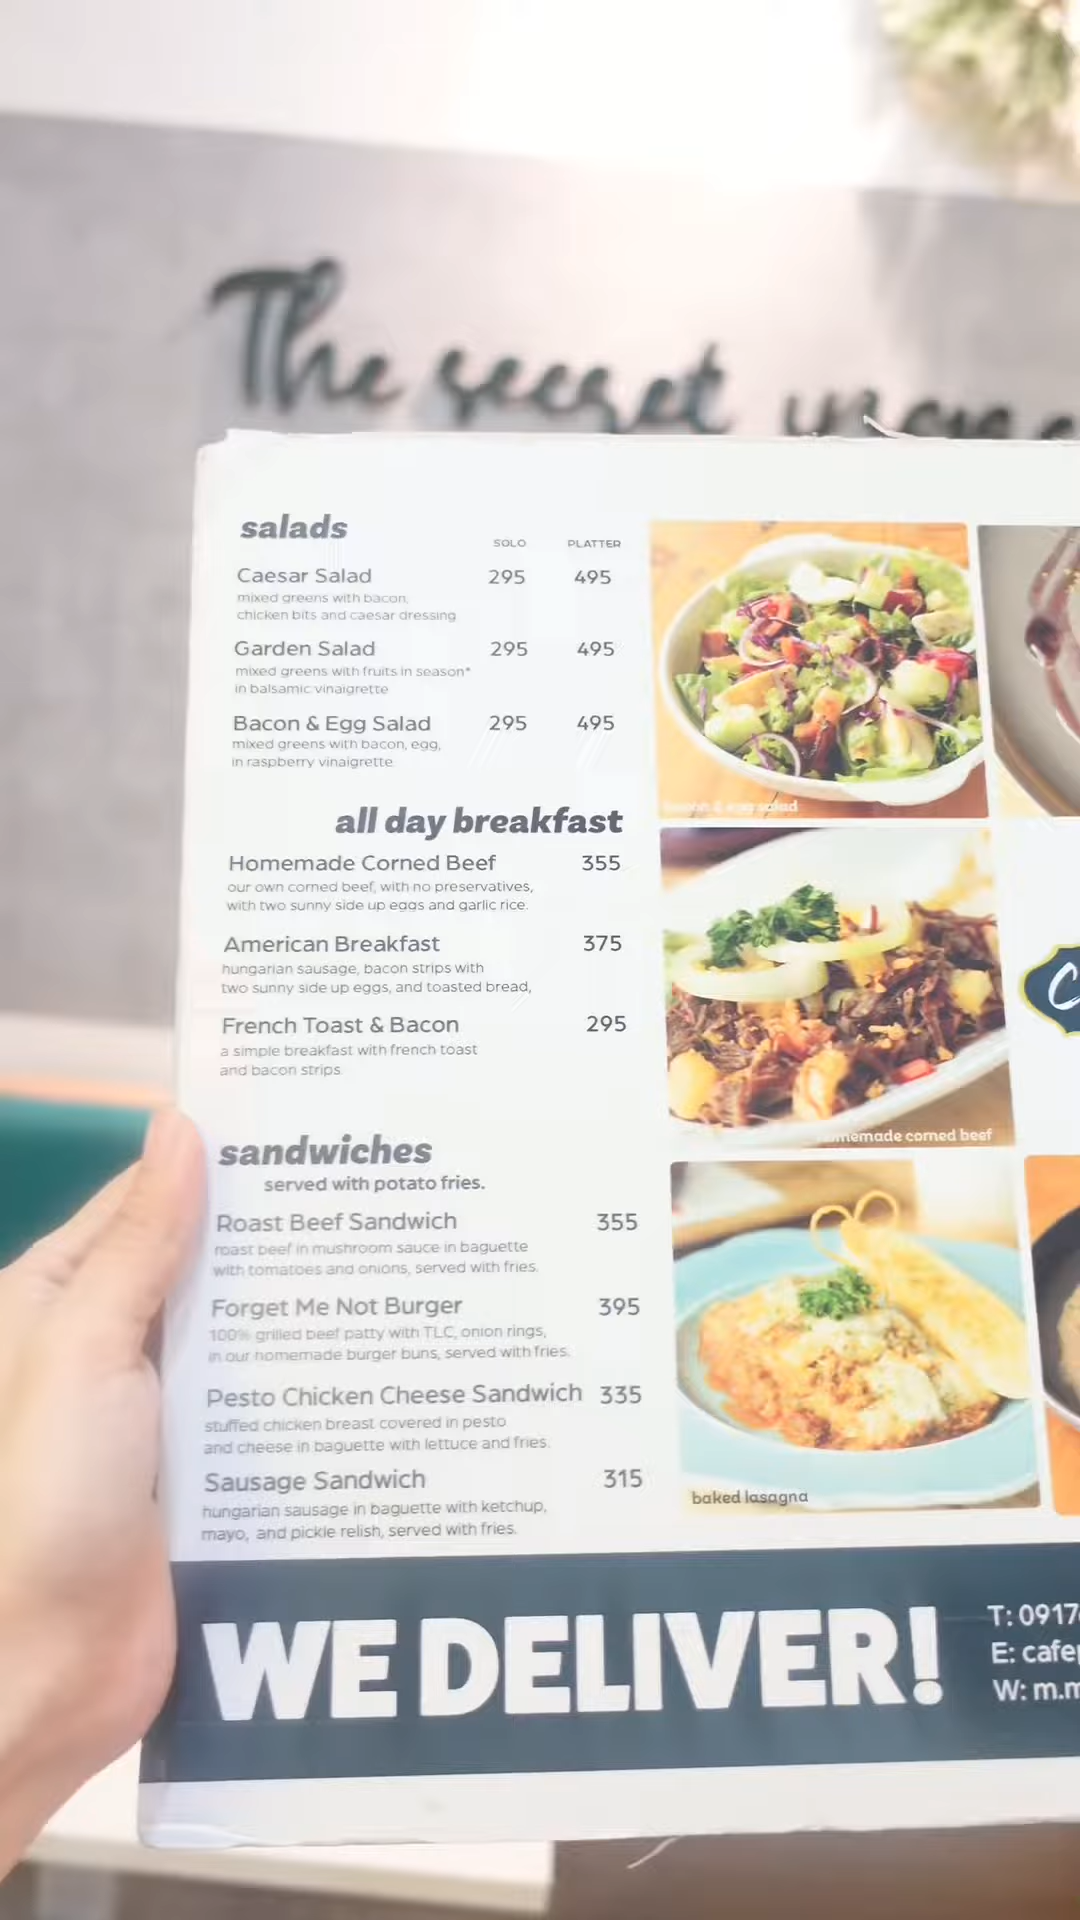 The secret
salads
SOLO PLATTER
Caesar Salad 295 495
mixed greens with bacon,
chicken bits and caesar dressing
Garden Salad 295 495
mixed greens with fruits in season*
in balsamic vinaigrette
Bacon & Egg Salad 295 495
mixed greens with bacon, egg,
in raspberry vinaigrette
bacon & egg salad
all day breakfast
Homemade Corned Beef 355
our own corned beef, with no preservatives,
with two sunny side up eggs and garlic rice.
American Breakfast 375
hungarian sausage, bacon strips with
two sunny side up eggs, and toasted bread,
French Toast & Bacon 295
a simple breakfast with french toast
and bacon strips
homemade corned beef
sandwiches
served with potato fries.
Roast Beef Sandwich 355
roast beef in mushroom sauce in baguette
with tomatoes and onions, served with fries.
Forget Me Not Burger 395
100% grilled beef patty with TLC, onion rings,
in our homemade burger buns, served with fries.
Pesto Chicken Cheese Sandwich 335
stuffed chicken breast covered in pesto
and cheese in baguette with lettuce and fries.
Sausage Sandwich 315
hungarian sausage in baguette with ketchup,
mayo, and pickle relish, served with fries.
baked lasagna
WE DELIVER!
T: 0917
E: cafe
W: m.m